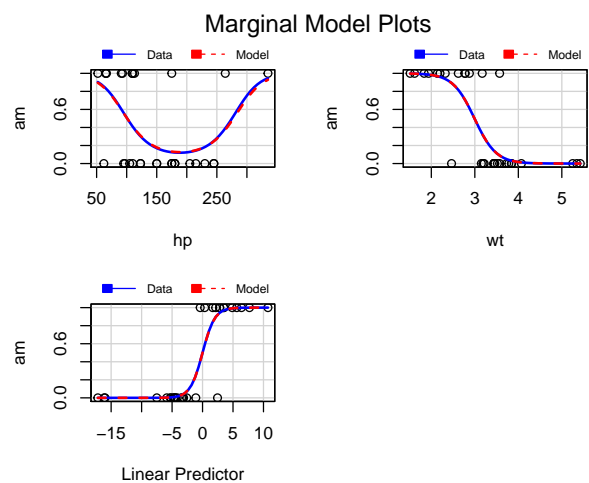 Marginal Model Plots
Data Model
am
0.0 0.6
50 150 250
hp
Data Model
am
0.0 0.6
2 3 4 5
wt
Data Model
am
0.0 0.6
−15 −5 0 5 10
Linear Predictor